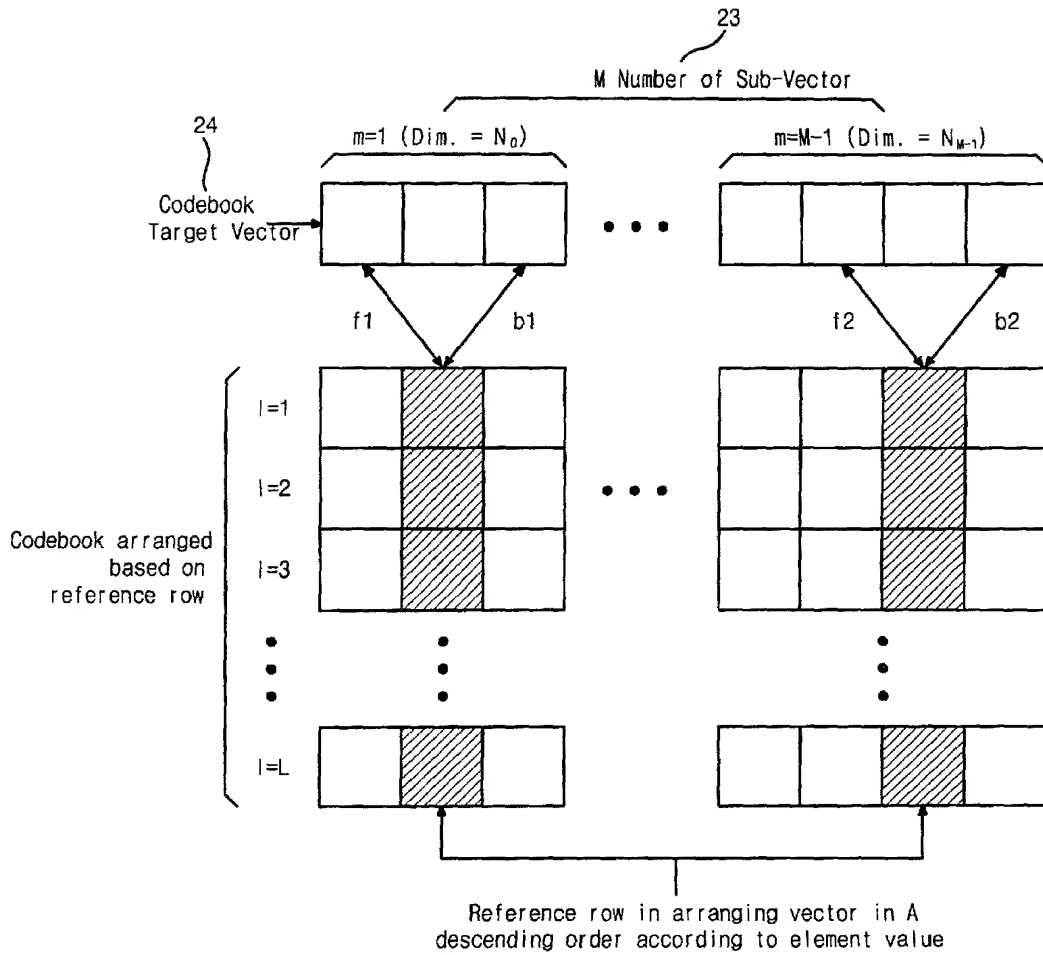 23
M Number of Sub-Vector
24
m=1 (Dim. = N₀)
m=M-1 (Dim. = N_M-1)
Codebook
Target Vector
f1
b1
f2
b2
l=1
l=2
Codebook arranged
based on
reference row
l=3
l=L
Reference row in arranging vector in A
descending order according to element value